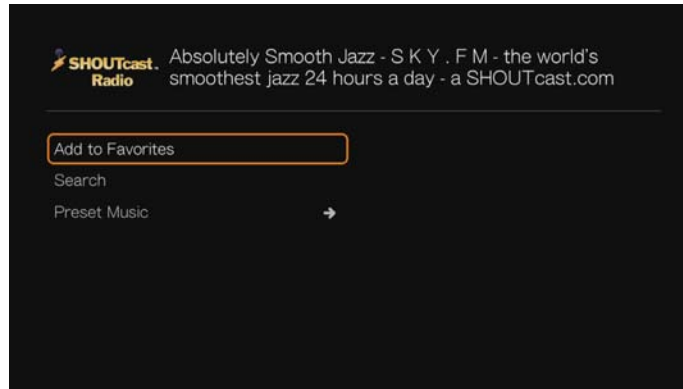 SHOUTcast
Radio
Absolutely Smooth Jazz - S K Y . F M - the world's
smoothest jazz 24 hours a day - a SHOUTcast.com
Add to Favorites
Search
Preset Music